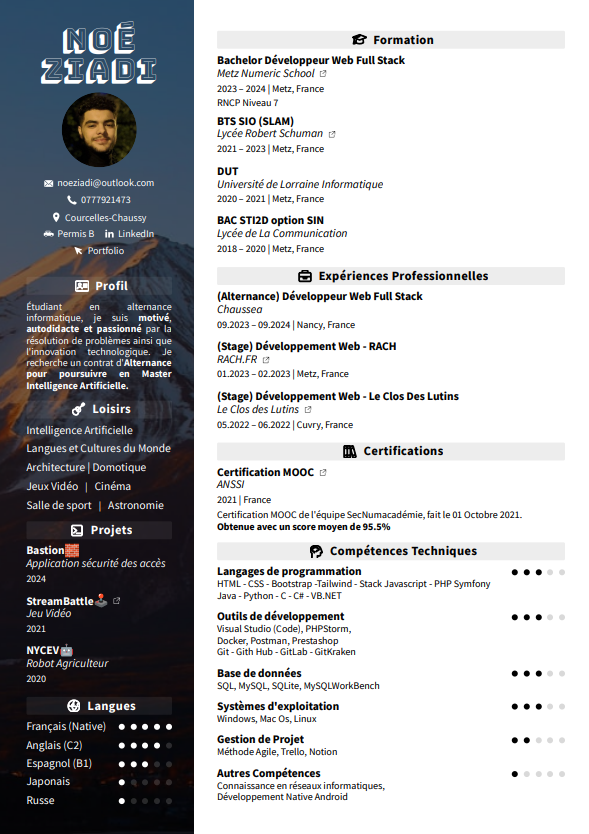 NOÉ
ZIADI
noeziadi@outlook.com
0777921473
Courcelles-Chaussy
Permis B LinkedIn
Portfolio
Profil
Étudiant en alternance
informatique, je suis motivé,
autodidacte et passionné par la
résolution de problèmes ainsi que
l'innovation technologique. Je
recherche un contrat d'Alternance
pour poursuivre en Master
Intelligence Artificielle.
Loisirs
Intelligence Artificielle
Langues et Cultures du Monde
Architecture | Domotique
Jeux Vidéo | Cinéma
Salle de sport | Astronomie
Projets
Bastion🧱
Application sécurité des accès
2024
StreamBattle🕹️
Jeu Vidéo
2021
NYCEV🤖
Robot Agriculteur
2020
Langues
Français (Native)
Anglais (C2)
Espagnol (B1)
Japonais
Russe
Formation
Bachelor Développeur Web Full Stack
Metz Numeric School
2023 – 2024 | Metz, France
RNCP Niveau 7
BTS SIO (SLAM)
Lycée Robert Schuman
2021 – 2023 | Metz, France
DUT
Université de Lorraine Informatique
2020 – 2021 | Metz, France
BAC STI2D option SIN
Lycée de La Communication
2018 – 2020 | Metz, France
Expériences Professionnelles
(Alternance) Développeur Web Full Stack
Chaussea
09.2023 – 09.2024 | Nancy, France
(Stage) Développement Web - RACH
RACH.FR
01.2023 – 02.2023 | Metz, France
(Stage) Développement Web - Le Clos Des Lutins
Le Clos des Lutins
05.2022 – 06.2022 | Cuvry, France
Certifications
Certification MOOC
ANSSI
2021 | France
Certification MOOC de l'équipe SecNumacadémie, fait le 01 Octobre 2021.
Obtenue avec un score moyen de 95.5%
Compétences Techniques
Langages de programmation
HTML - CSS - Bootstrap -Tailwind - Stack Javascript - PHP Symfony
Java - Python - C - C# - VB.NET
Outils de développement
Visual Studio (Code), PHPStorm,
Docker, Postman, Prestashop
Git - Gith Hub - GitLab - GitKraken
Base de données
SQL, MySQL, SQLite, MySQLWorkBench
Systèmes d'exploitation
Windows, Mac Os, Linux
Gestion de Projet
Méthode Agile, Trello, Notion
Autres Compétences
Connaissance en réseaux informatiques,
Développement Native Android